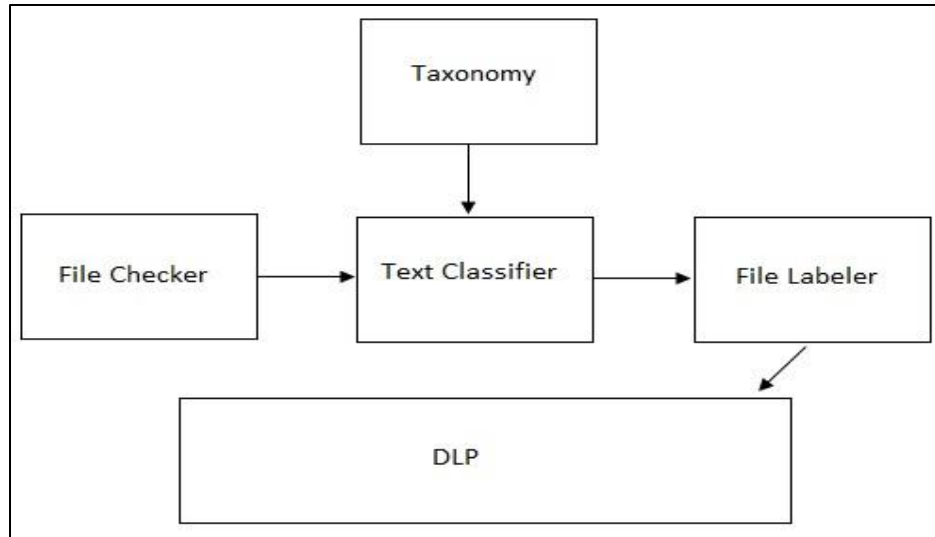 Taxonomy
File Checker
Text Classifier
File Labeler
DLP